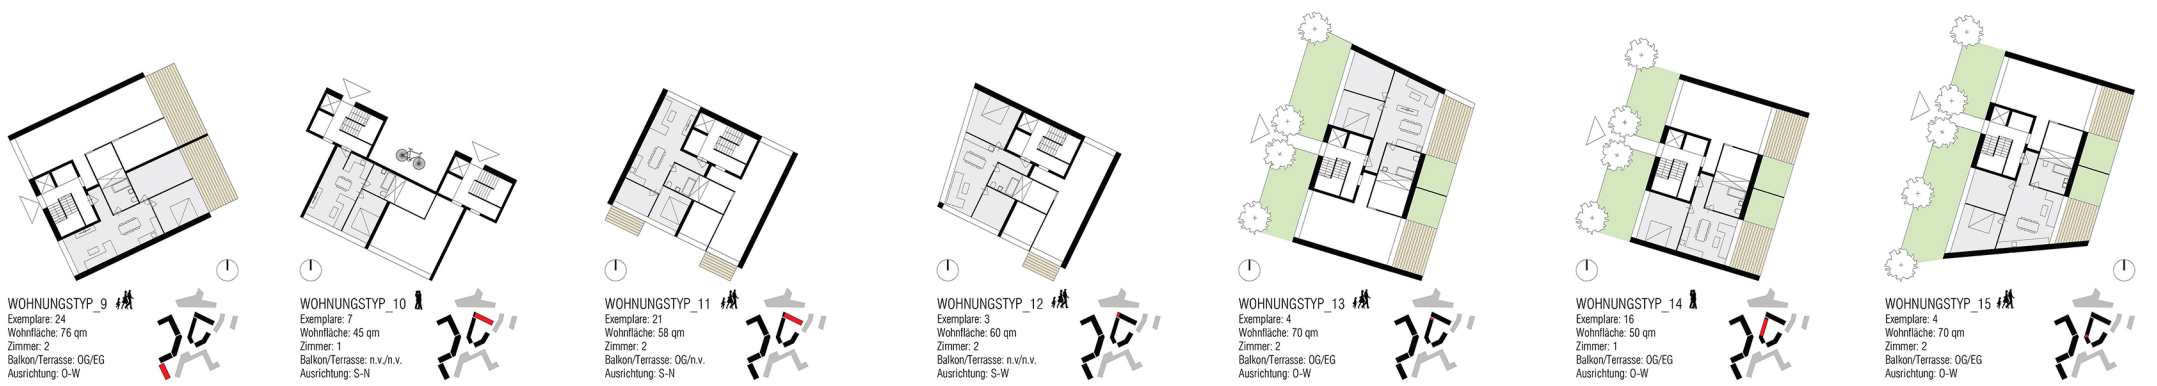 WOHNUNGSTYP_9
Exemplare: 24
Wohnfläche: 76 qm
Zimmer: 2
Balkon/Terrasse: OG/EG
Ausrichtung: O-W
WOHNUNGSTYP_10
Exemplare: 7
Wohnfläche: 45 qm
Zimmer: 1
Balkon/Terrasse: n.v./n.v.
Ausrichtung: S-N
WOHNUNGSTYP_11
Exemplare: 21
Wohnfläche: 58 qm
Zimmer: 2
Balkon/Terrasse: OG/n.v.
Ausrichtung: S-N
WOHNUNGSTYP_12
Exemplare: 3
Wohnfläche: 60 qm
Zimmer: 2
Balkon/Terrasse: n.v/n.v.
Ausrichtung: S-W
WOHNUNGSTYP_13
Exemplare: 4
Wohnfläche: 70 qm
Zimmer: 2
Balkon/Terrasse: OG/EG
Ausrichtung: O-W
WOHNUNGSTYP_14
Exemplare: 16
Wohnfläche: 50 qm
Zimmer: 1
Balkon/Terrasse: OG/EG
Ausrichtung: O-W
WOHNUNGSTYP_15
Exemplare: 4
Wohnfläche: 70 qm
Zimmer: 2
Balkon/Terrasse: OG/EG
Ausrichtung: O-W